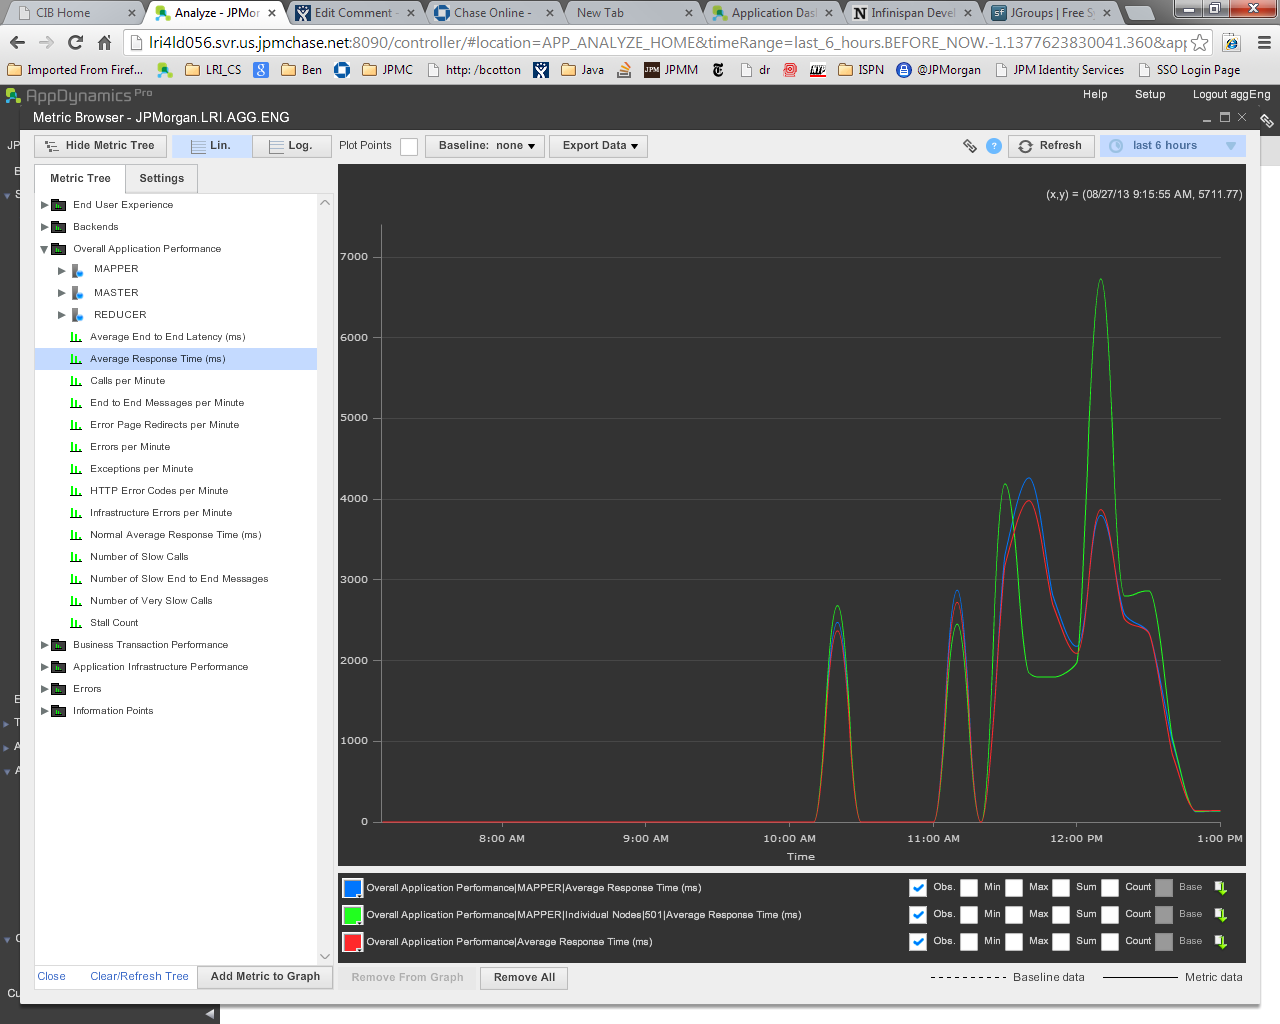 CIB Home
Analyze - JPMor
Edit Comment -
Chase Online -
New Tab
Application Das
Infinispan Devel
JGroups | Free S
lri4ld056.svr.us.jpmchase.net:8090/controller/#location=APP_ANALYZE_HOME&timeRange=last_6_hours.BEFORE_NOW.-1.1377623830041.360&app
Imported From Firef...
LRI_CS
Ben
JPMC
http: /bcotton
Java
JPMM
dr
ISPN
@JPMorgan
JPM Identity Services
SSO Login Page
AppDynamics Pro
Help
Setup
Logout aggEng
Metric Browser - JPMorgan.LRI.AGG.ENG
JP
Hide Metric Tree
Lin.
Log.
Plot Points
Baseline: none
Export Data
Refresh
last 6 hours
Metric Tree
Settings
End User Experience
Backends
Overall Application Performance
MAPPER
MASTER
REDUCER
Average End to End Latency (ms)
Average Response Time (ms)
Calls per Minute
End to End Messages per Minute
Error Page Redirects per Minute
Errors per Minute
Exceptions per Minute
HTTP Error Codes per Minute
Infrastructure Errors per Minute
Normal Average Response Time (ms)
Number of Slow Calls
Number of Slow End to End Messages
Number of Very Slow Calls
Stall Count
Business Transaction Performance
Application Infrastructure Performance
Errors
Information Points
Close
Clear/Refresh Tree
Add Metric to Graph
Cu
(x,y) = (08/27/13 9:15:55 AM, 5711.77)
7000
6000
5000
4000
3000
2000
1000
0
8:00 AM
9:00 AM
10:00 AM
11:00 AM
12:00 PM
1:00 PM
Time
Overall Application Performance|MAPPER|Average Response Time (ms)
Obs. Min Max Sum Count Base
Overall Application Performance|MAPPER|Individual Nodes|501|Average Response Time (ms)
Obs. Min Max Sum Count Base
Overall Application Performance|Average Response Time (ms)
Obs. Min Max Sum Count Base
Remove From Graph
Remove All
Baseline data
Metric data